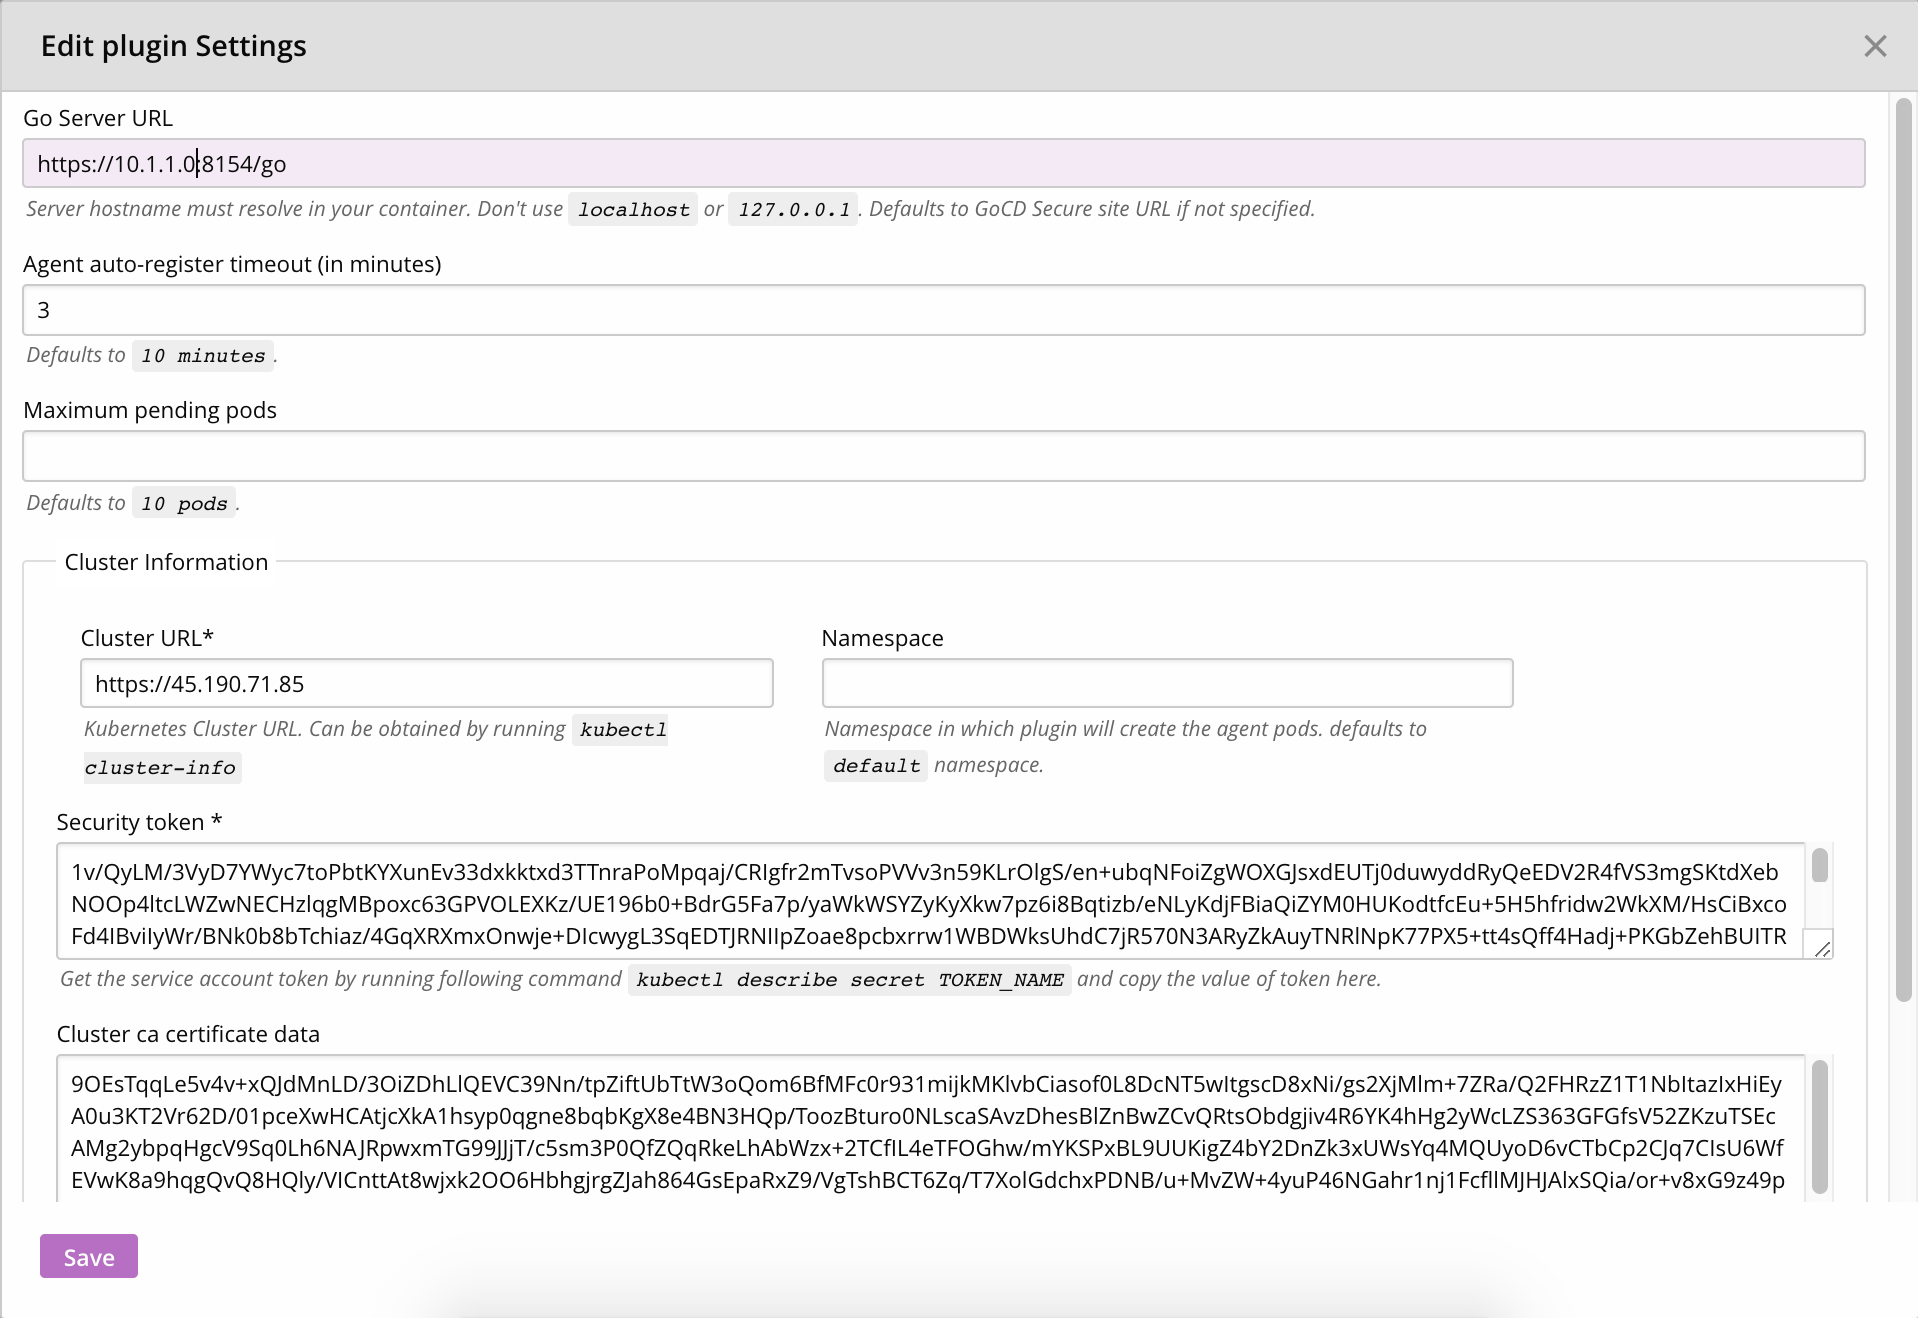 Edit plugin Settings
Go Server URL
https://10.1.1.0:8154/go
Server hostname must resolve in your container. Don't use localhost or 127.0.0.1. Defaults to GoCD Secure site URL if not specified.
Agent auto-register timeout (in minutes)
3
Defaults to 10 minutes.
Maximum pending pods
Defaults to 10 pods.
Cluster Information
Cluster URL*
https://45.190.71.85
Kubernetes Cluster URL. Can be obtained by running kubectl
cluster-info
Namespace
Namespace in which plugin will create the agent pods. defaults to
default namespace.
Security token *
1v/QyLM/3VyD7YWyc7toPbtKYXunEv33dxkktxd3TTnraPoMpqaj/CRIgfr2mTvsoPVVv3n59KLrOlgS/en+ubqNFoiZgWOXGJsxdEUTj0duwyddRyQeEDV2R4fVS3mgSKtdXeb
NOOp4ltcLWZwNECHzlqgMBpoxc63GPVOLEXKz/UE196b0+BdrG5Fa7p/yaWkWSYZyKyXkw7pz6i8Bqtizb/eNLyKdjFBiaQiZYM0HUKodtfcEu+5H5hfridw2WkXM/HsCiBxco
Fd4IBviIyWr/BNk0b8bTchiaz/4GqXRXmxOnwje+DIcwygL3SqEDTJRNIIpZoae8pcbxrrw1WBDWksUhdC7jR570N3ARyZkAuyTNRlNpK77PX5+tt4sQff4Hadj+PKGbZehBUITR
Get the service account token by running following command kubectl describe secret TOKEN_NAME and copy the value of token here.
Cluster ca certificate data
9OEsTqqLe5v4v+xQJdMnLD/3OiZDhLlQEVC39Nn/tpZiftUbTtW3oQom6BfMFc0r931mijkMKlvbCiasof0L8DcNT5wItgscD8xNi/gs2XjMlm+7ZRa/Q2FHRzZ1T1NbItazIxHiEy
A0u3KT2Vr62D/01pceXwHCAtjcXkA1hsyp0qgne8bqbKgX8e4BN3HQp/ToozBturo0NLscaSAvzDhesBlZnBwZCvQRtsObdgjiv4R6YK4hHg2yWcLZS363GFGfsV52ZKzuTSEc
AMg2ybpqHgcV9Sq0Lh6NAJRpwxmTG99JJjT/c5sm3P0QfZQqRkeLhAbWzx+2TCfIL4eTFOGhw/mYKSPxBL9UUKigZ4bY2DnZk3xUWsYq4MQUyoD6vCTbCp2CJq7CIsU6Wf
EVwK8a9hqgQvQ8HQly/VICnttAt8wjxk2OO6HbhgjrgZJah864GsEpaRxZ9/VgTshBCT6Zq/T7XolGdchxPDNB/u+MvZW+4yuP46NGahr1nj1FcfllMJHJAlxSQia/or+v8xG9z49p
Save